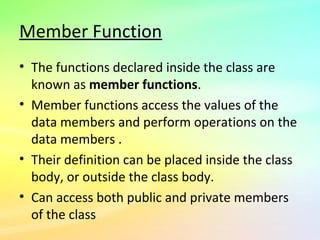 Member Function
• The functions declared inside the class are
known as member functions.
• Member functions access the values of the
data members and perform operations on the
data members .
• Their definition can be placed inside the class
body, or outside the class body.
• Can access both public and private members
of the class